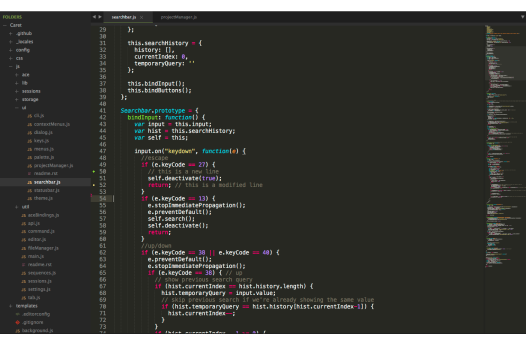 FOLDERS
Caret
.github
_locales
config
css
js
ace
lib
sessions
storage
ui
cli.js
contextMenus.js
dialog.js
keys.js
menus.js
palette.js
projectManager.js
readme.rst
searchbar.js
statusbar.js
theme.js
util
aceBindings.js
api.js
command.js
editor.js
fileManager.js
main.js
readme.rst
sequences.js
sessions.js
settings.js
tab.js
templates
.editorconfig
.gitignore
background.js
searchbar.js
projectManager.js
29 };
30
31 this.searchHistory = {
32 history: [],
33 currentIndex: 0,
34 temporaryQuery: ''
35 };
36
37 this.bindInput();
38 this.bindButtons();
39 };
40
41 Searchbar.prototype = {
42 bindInput: function() {
43 var input = this.input;
44 var hist = this.searchHistory;
45 var self = this;
46
47 input.on("keydown", function(e) {
48 //escape
49 if (e.keyCode == 27) {
50 // this is a new line
51 self.deactivate(true);
52 return; // this is a modified line
53 }
54 if (e.keyCode == 13) {
55 e.stopImmediatePropagation();
56 e.preventDefault();
57 self.search();
58 self.deactivate();
59 return;
60 }
61 //up/down
62 if (e.keyCode == 38 || e.keyCode == 40) {
63 e.preventDefault();
64 e.stopImmediatePropagation();
65 if (e.keyCode == 38) { // up
66 // show previous search query
67 if (hist.currentIndex == hist.history.length) {
68 hist.temporaryQuery = input.value;
69 // skip previous search if we're already showing the same value
70 if (hist.temporaryQuery == hist.history[hist.currentIndex-1]) {
71 hist.currentIndex--;
72 }
73 }
74 if (hist.currentIndex